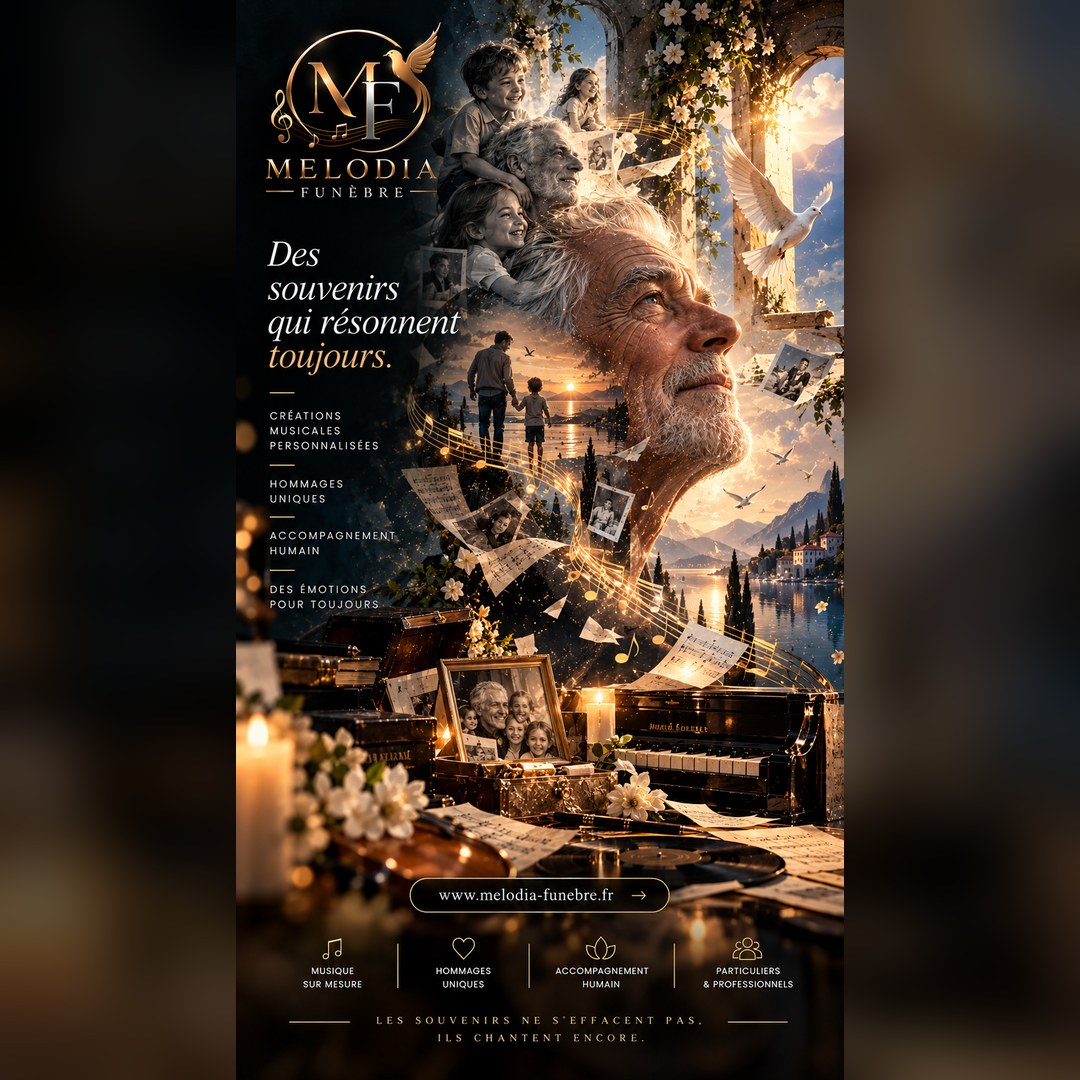 MF
MELODIA
FUNÈBRE
Des
souvenirs
qui résonnent
toujours.
CRÉATIONS
MUSICALES
PERSONNALISÉES
HOMMAGES
UNIQUES
ACCOMPAGNEMENT
HUMAIN
DES ÉMOTIONS
POUR TOUJOURS
www.melodia-funebre.fr →
MUSIQUE
SUR MESURE
HOMMAGES
UNIQUES
ACCOMPAGNEMENT
HUMAIN
PARTICULIERS
& PROFESSIONNELS
LES SOUVENIRS NE S'EFFACENT PAS,
ILS CHANTENT ENCORE.